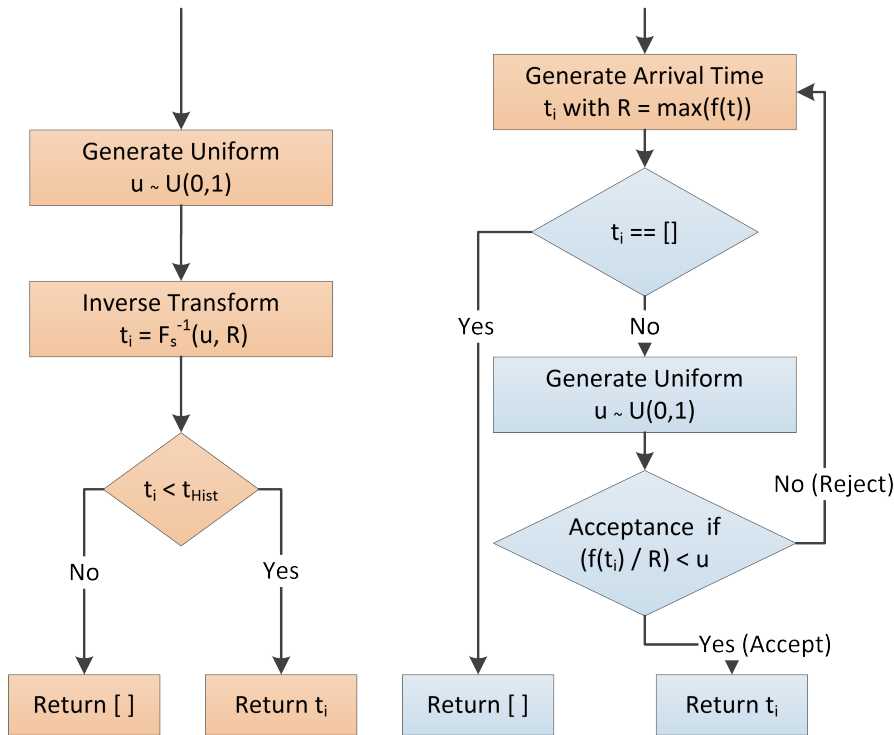 Generate Uniform
u ~ U(0,1)
Inverse Transform
tᵢ = Fₛ⁻¹(u, R)
tᵢ < t_Hist
No
Yes
Return [ ]
Return tᵢ
Generate Arrival Time
tᵢ with R = max(f(t))
tᵢ == []
Yes
No
Generate Uniform
u ~ U(0,1)
No (Reject)
Acceptance if
(f(tᵢ) / R) < u
Yes (Accept)
Return [ ]
Return tᵢ